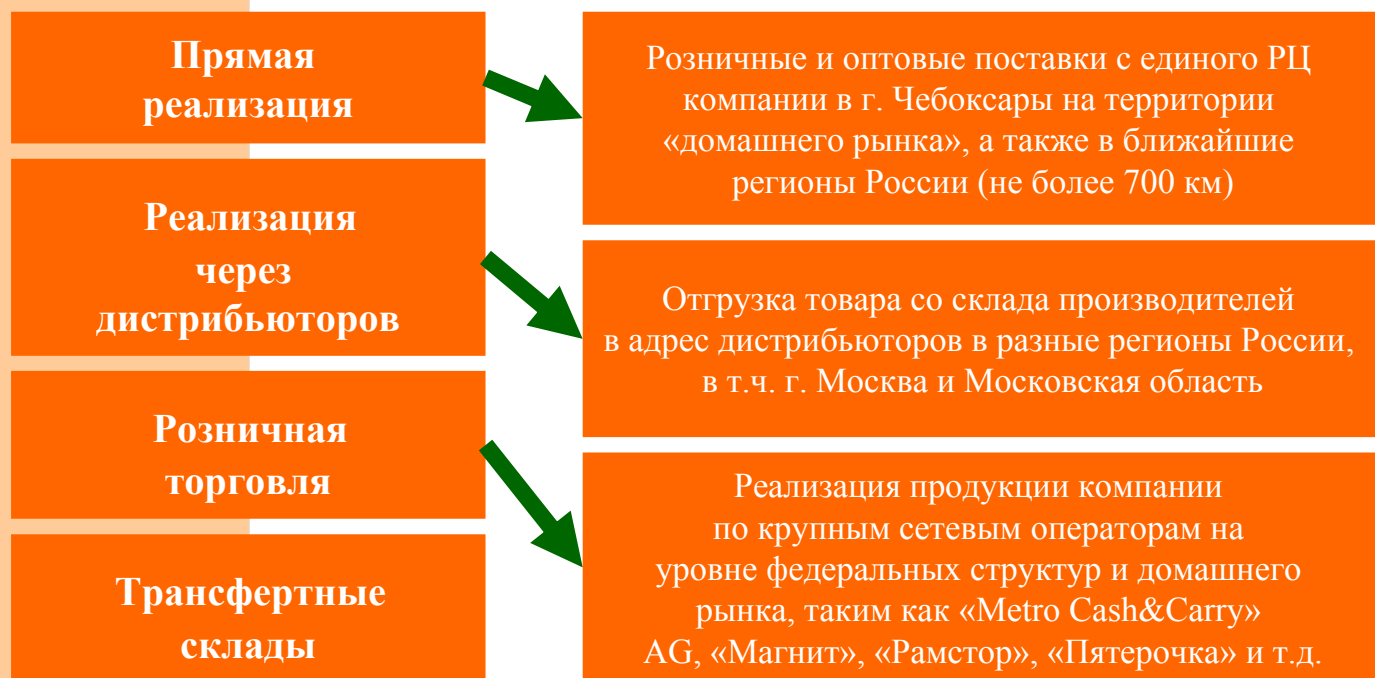 Прямая
реализация
Розничные и оптовые поставки с единого РЦ
компании в г. Чебоксары на территории
«домашнего рынка», а также в ближайшие
регионы России (не более 700 км)
Реализация
через
дистрибьюторов
Отгрузка товара со склада производителей
в адрес дистрибьюторов в разные регионы России,
в т.ч. г. Москва и Московская область
Розничная
торговля
Реализация продукции компании
по крупным сетевым операторам на
уровне федеральных структур и домашнего
рынка, таким как «Metro Cash&Carry»
AG, «Магнит», «Рамстор», «Пятерочка» и т.д.
Трансфертные
склады